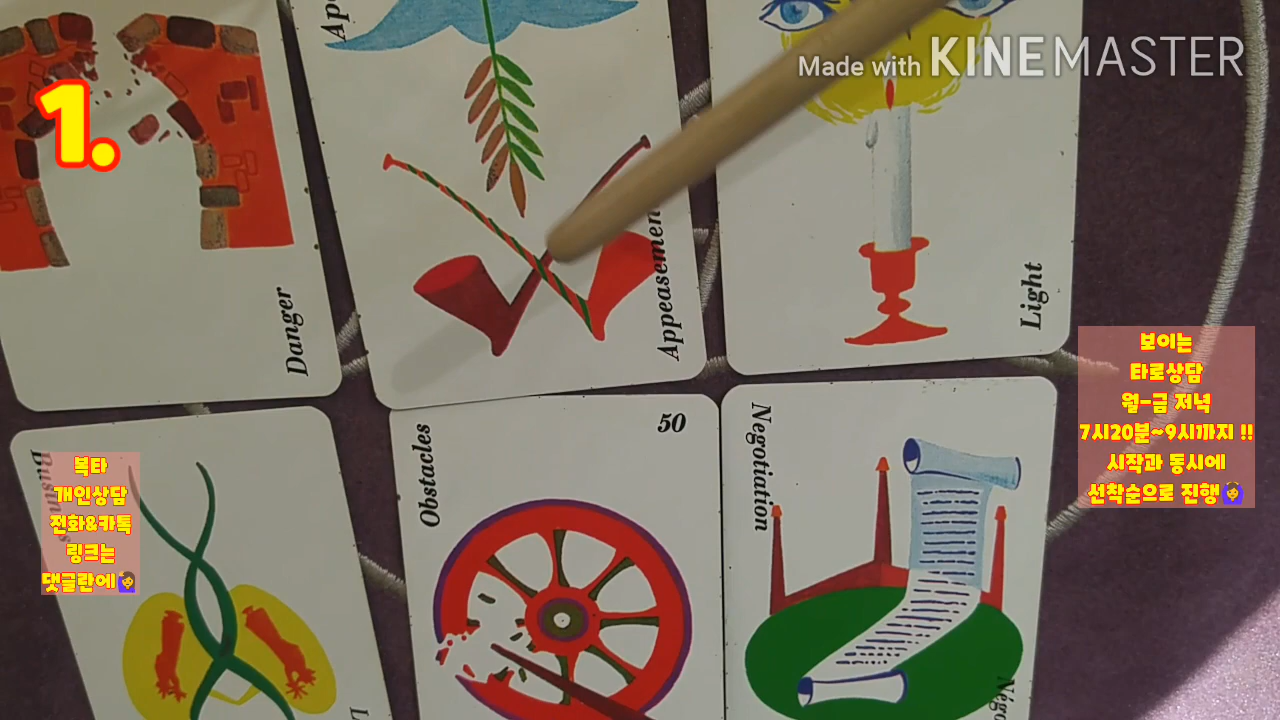 Made with KINEMASTER
1.
Ap
Danger
Appeasement
Light
보이는
타로상담
월-금 저녁
7시20분~9시까지 !!
시작과 동시에
선착순으로 진행🙆‍♀️
복타
개인상담
전화&카톡
링크는
댓글란에🙆‍♀️
Obstacles
50
Negotiation